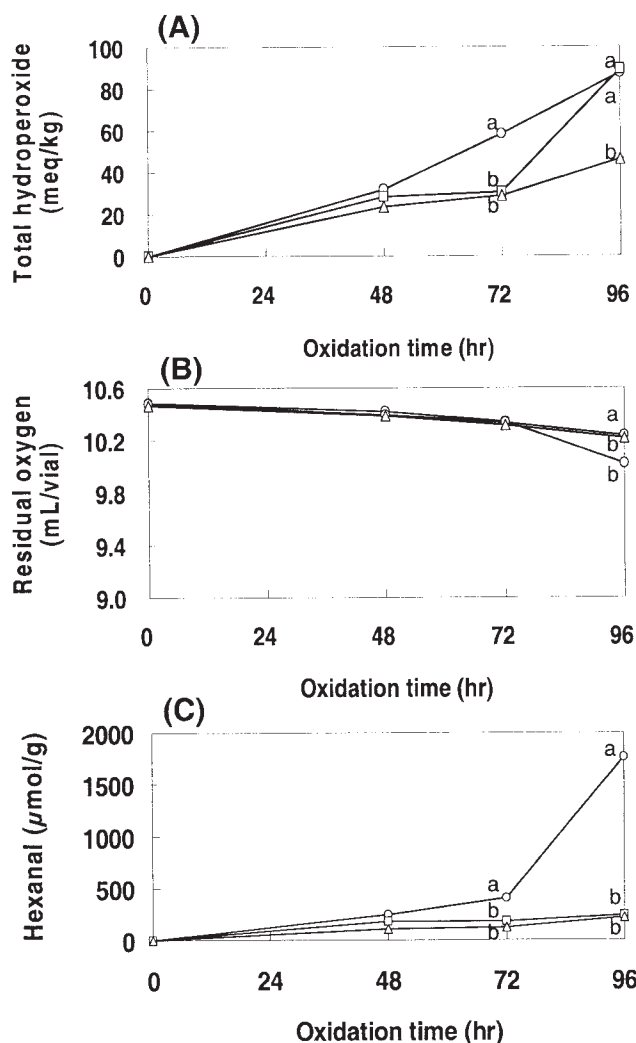 (A)
Total hydroperoxide
(meq/kg)
100
80
60
40
20
0
a
a
a
b
b
b
0 24 48 72 96
Oxidation time (hr)
(B)
Residual oxygen
(mL/vial)
10.6
10.2
9.8
9.4
9.0
a
b
b
0 24 48 72 96
Oxidation time (hr)
(C)
Hexanal (μmol/g)
2000
1500
1000
500
0
a
a
b
b
b
b
0 24 48 72 96
Oxidation time (hr)